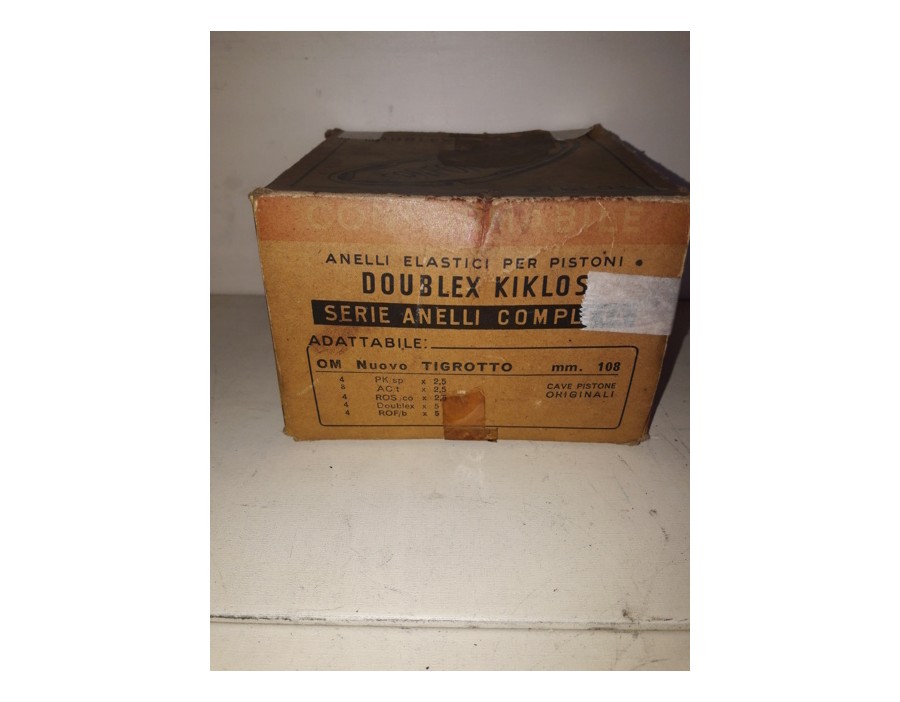 ANELLI ELASTICI PER PISTONI
DOUBLEX KIKLOS
SERIE ANELLI COMPL
ADATTABILE:
OM Nuovo TIGROTTO mm. 108
4 PK/sp x 2,5
8 AC/t x 2,5
4 ROS/co x 2,5
4 Doublex x 5
4 ROF/b x 5
CAVE PISTONE
ORIGINALI